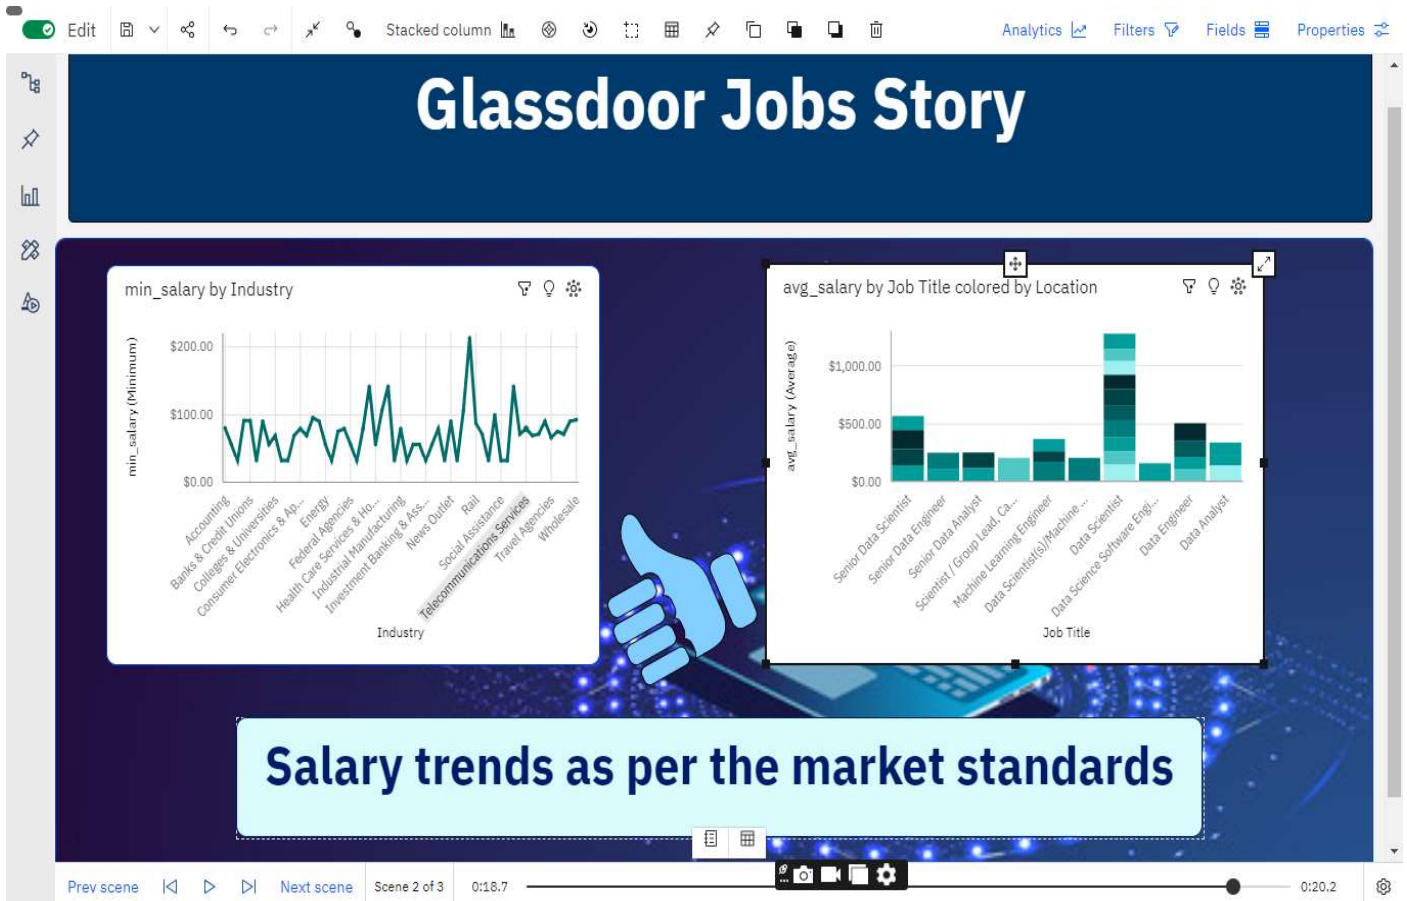 Edit
Stacked column
Analytics
Filters
Fields
Properties
Glassdoor Jobs Story
min_salary by Industry
min_salary (Minimum)
$200.00
$100.00
$0.00
Accounting
Banks & Credit Unions
Colleges & Universities
Consumer Electronics & Ap...
Energy
Federal Agencies
Health Care Services & Ho...
Industrial Manufacturing
Investment Banking & Ass...
News Outlet
Rail
Social Assistance
Telecommunications Services
Travel Agencies
Wholesale
Industry
avg_salary by Job Title colored by Location
avg_salary (Average)
$1,000.00
$500.00
$0.00
Senior Data Scientist
Senior Data Engineer
Senior Data Analyst
Scientist / Group Lead, Ca...
Machine Learning Engineer
Data Scientist(s)/Machine ...
Data Scientist
Data Science Software Engi...
Data Engineer
Data Analyst
Job Title
Salary trends as per the market standards
Prev scene
Next scene
Scene 2 of 3
0:18.7
0:20.2